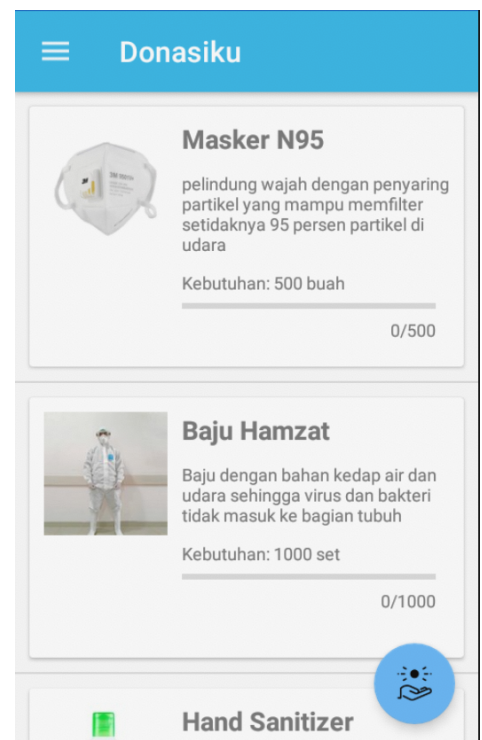 Donasiku
Masker N95
pelindung wajah dengan penyaring
partikel yang mampu memfilter
setidaknya 95 persen partikel di
udara
Kebutuhan: 500 buah
0/500
Baju Hamzat
Baju dengan bahan kedap air dan
udara sehingga virus dan bakteri
tidak masuk ke bagian tubuh
Kebutuhan: 1000 set
0/1000
Hand Sanitizer